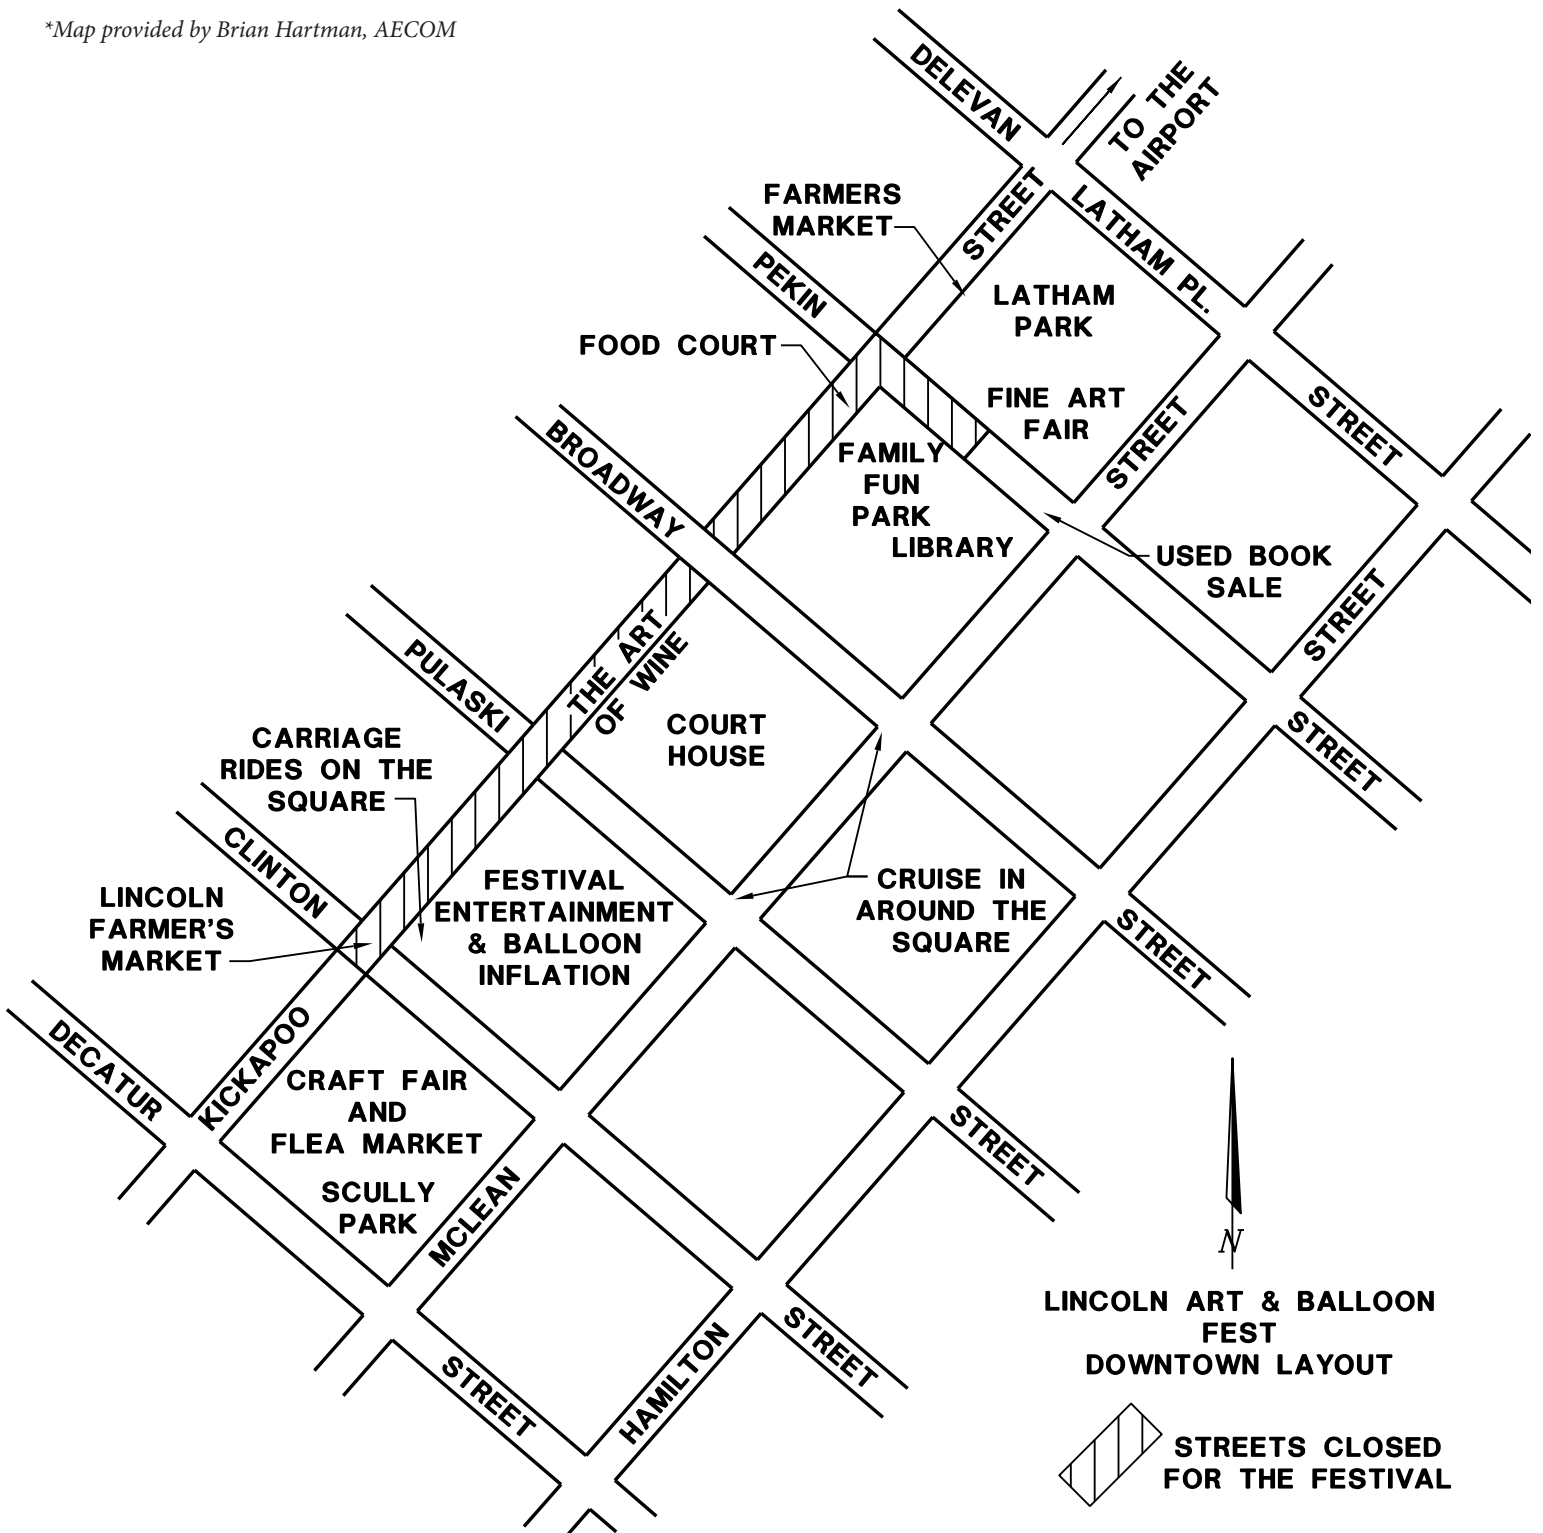 *Map provided by Brian Hartman, AECOM
DELEVAN
TO THE
AIRPORT
STREET
LATHAM PL.
FARMERS
MARKET
PEKIN
LATHAM
PARK
FOOD COURT
FINE ART
FAIR
STREET
STREET
BROADWAY
FAMILY
FUN
PARK
LIBRARY
USED BOOK
SALE
STREET
THE ART
OF WINE
PULASKI
COURT
HOUSE
STREET
CARRIAGE
RIDES ON THE
SQUARE
CLINTON
FESTIVAL
ENTERTAINMENT
& BALLOON
INFLATION
CRUISE IN
AROUND THE
SQUARE
LINCOLN
FARMER'S
MARKET
STREET
DECATUR
KICKAPOO
CRAFT FAIR
AND
FLEA MARKET
SCULLY
PARK
MCLEAN
STREET
N
HAMILTON
STREET
STREET
LINCOLN ART & BALLOON
FEST
DOWNTOWN LAYOUT
STREETS CLOSED
FOR THE FESTIVAL